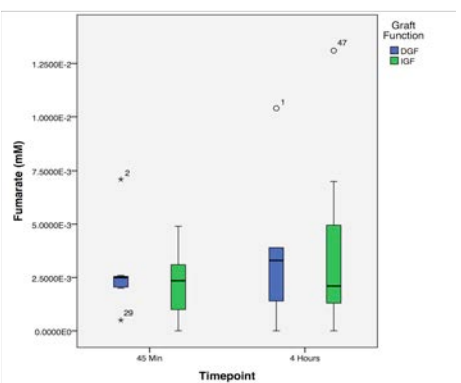 Graft
Function
DGF
IGF
47
1.2500E-2
1
1.0000E-2
2
7.5000E-3
5.0000E-3
2.5000E-3
29
0.0000E0
Fumarate (mM)
45 Min
4 Hours
Timepoint